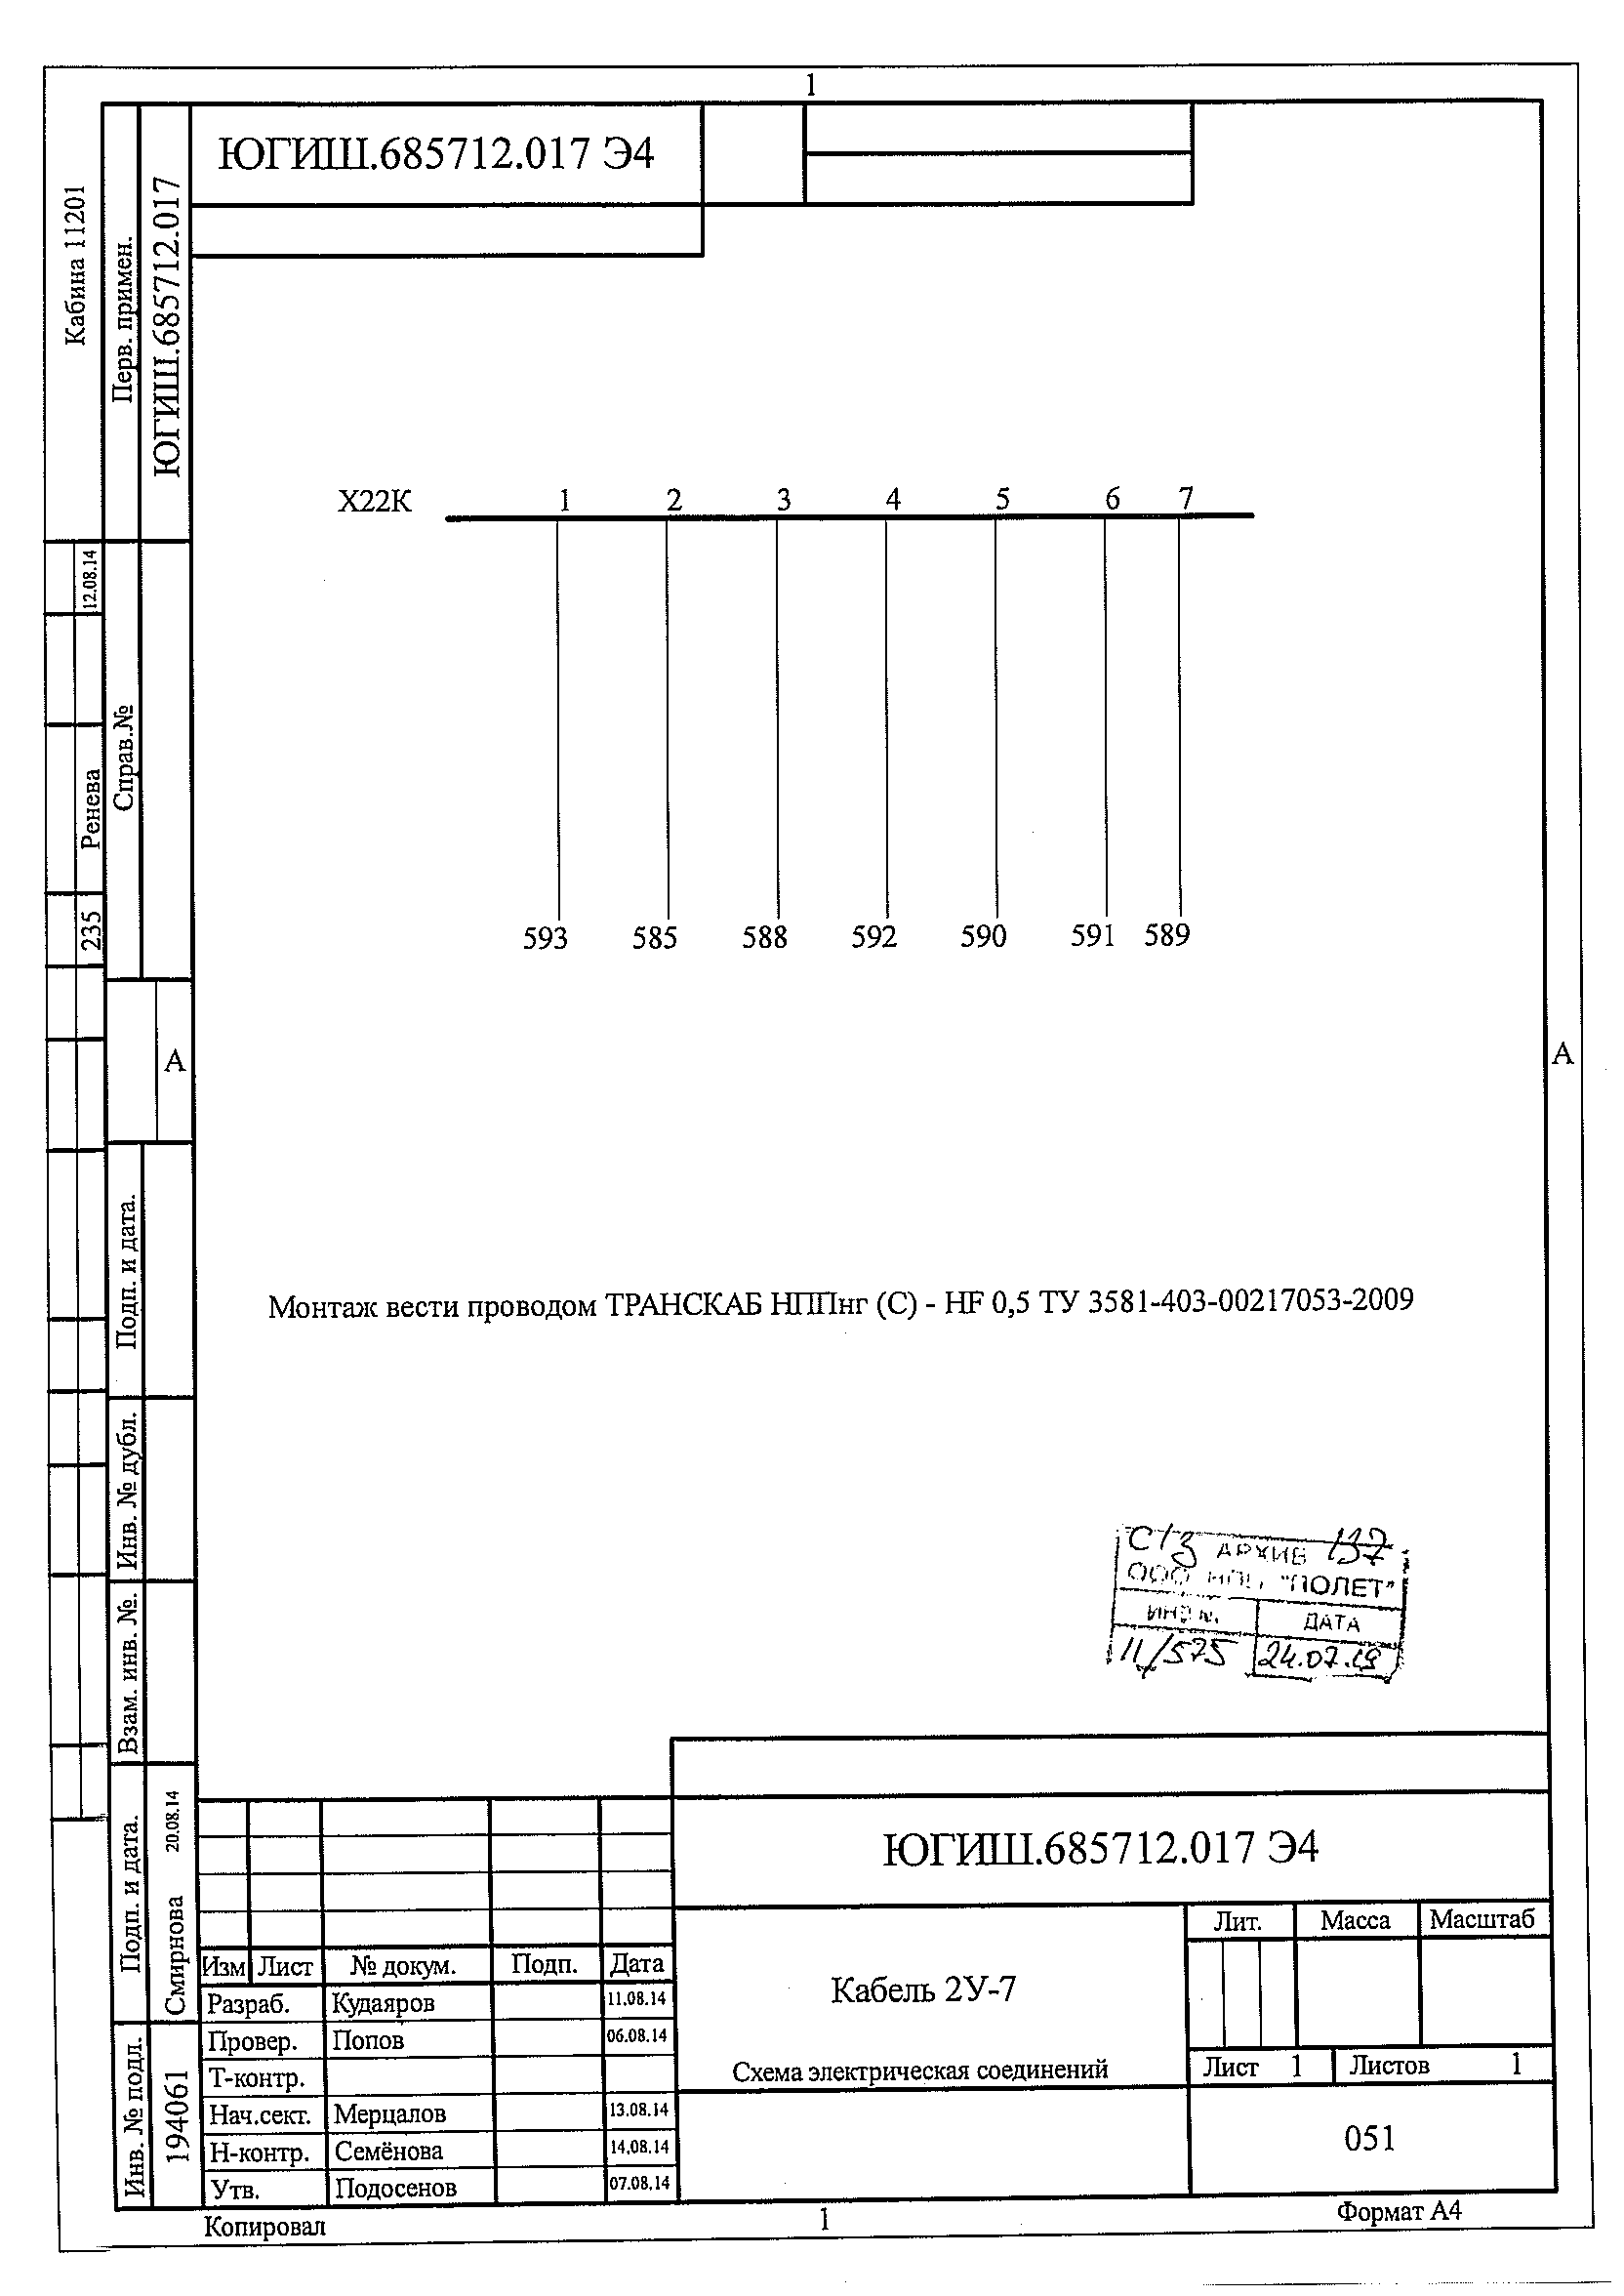 1
ЮГИШ.685712.017 Э4
Кабина 11201
Перв. примен.
ЮГИШ.685712.017
Х22К 1 2 3 4 5 6 7
593 585 588 592 590 591 589
12.08.14
Ренева
235
Справ.№
А
А
Подп. и дата.
Инв. № дубл.
Взам. инв. №.
Подп. и дата.
Смирнова 20.08.14
Инв. № подл.
194061
Монтаж вести проводом ТРАНСКАБ НППнг (С) - HF 0,5 ТУ 3581-403-00217053-2009
АРХИВ 137
ООО "ПОЛЕТ"
ДАТА
11/575 24.07.19
ЮГИШ.685712.017 Э4
Лит. Масса Масштаб
Изм Лист № докум. Подп. Дата
Кабель 2У-7
Разраб. Кудаяров 11.08.14
Провер. Попов 06.08.14
Схема электрическая соединений
Лист 1 Листов 1
Т-контр.
Нач.сект. Мерцалов 13.08.14
051
Н-контр. Семёнова 14.08.14
Утв. Подосенов 07.08.14
Копировал 1 Формат А4